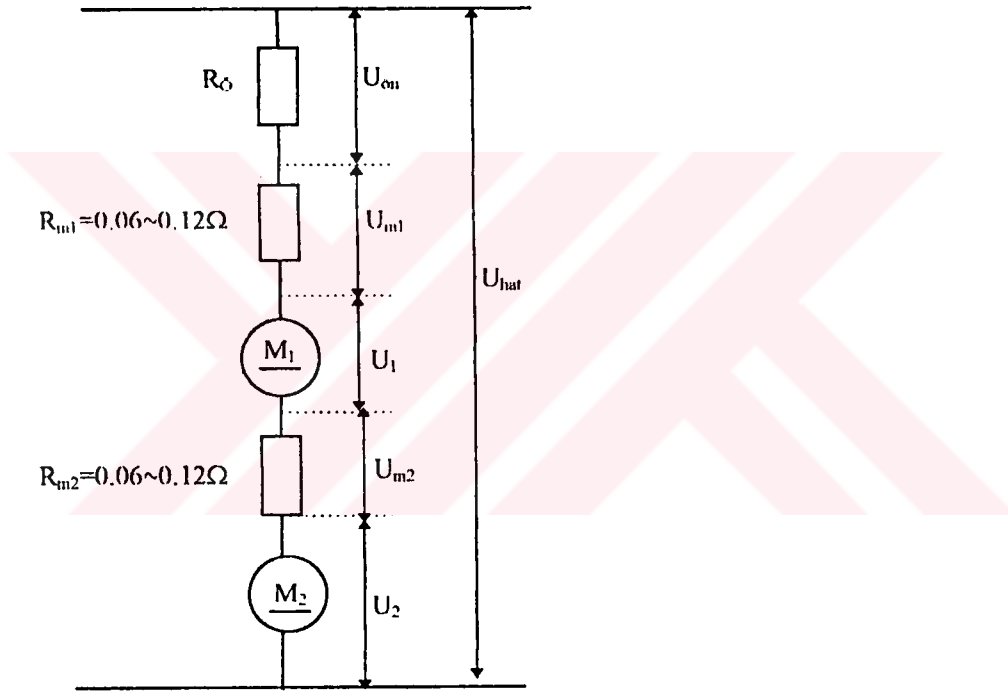 R_Ö U_ön
R_m1=0.06~0.12Ω U_m1
U_hat
M_1 U_1
R_m2=0.06~0.12Ω U_m2
M_2 U_2